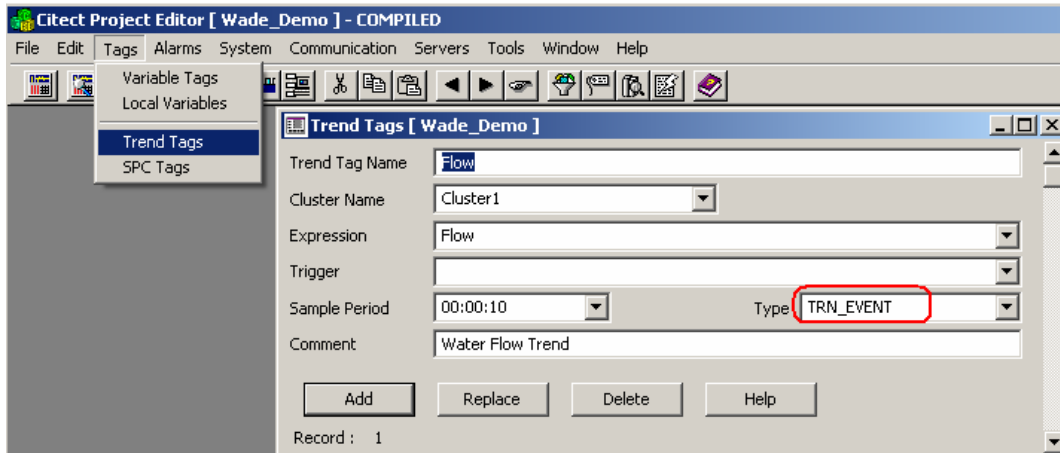 Citect Project Editor [ Wade_Demo ] - COMPILED
File Edit Tags Alarms System Communication Servers Tools Window Help
Variable Tags
Local Variables
Trend Tags
SPC Tags
Trend Tags [ Wade_Demo ]
Trend Tag Name Flow
Cluster Name Cluster1
Expression Flow
Trigger
Sample Period 00:00:10 Type TRN_EVENT
Comment Water Flow Trend
Add Replace Delete Help
Record : 1